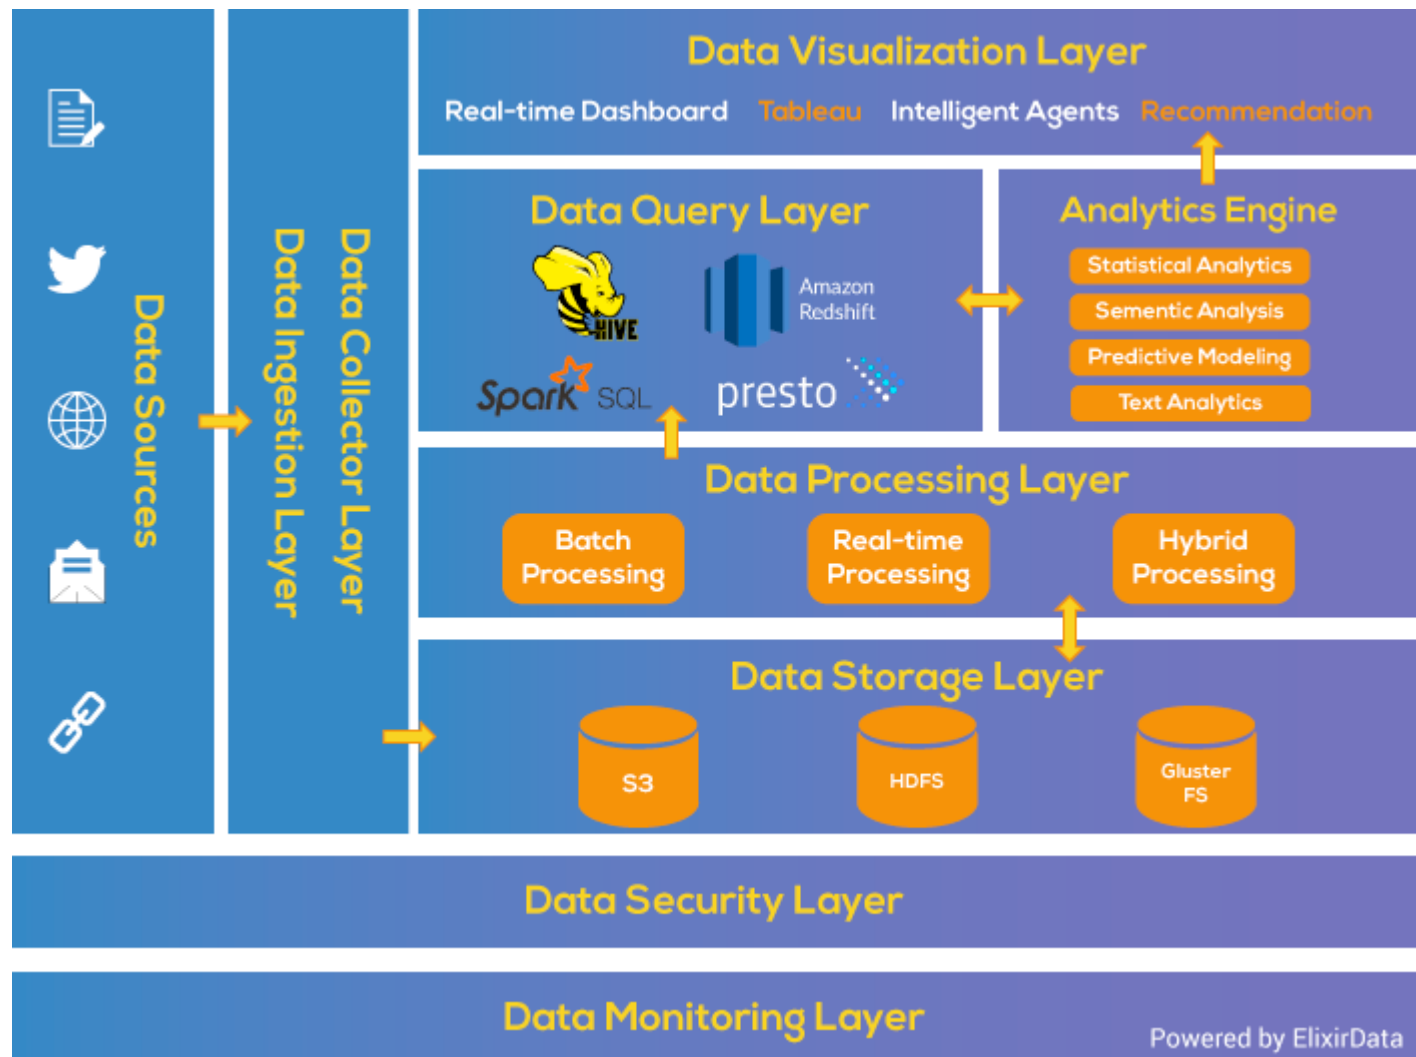 Data Sources
Data Ingestion Layer
Data Collector Layer
Data Visualization Layer
Real-time Dashboard Tableau Intelligent Agents Recommendation
Data Query Layer
HIVE
Amazon
Redshift
Spark SQL
presto
Analytics Engine
Statistical Analytics
Sementic Analysis
Predictive Modeling
Text Analytics
Data Processing Layer
Batch
Processing
Real-time
Processing
Hybrid
Processing
Data Storage Layer
S3
HDFS
Gluster
FS
Data Security Layer
Data Monitoring Layer
Powered by ElixirData